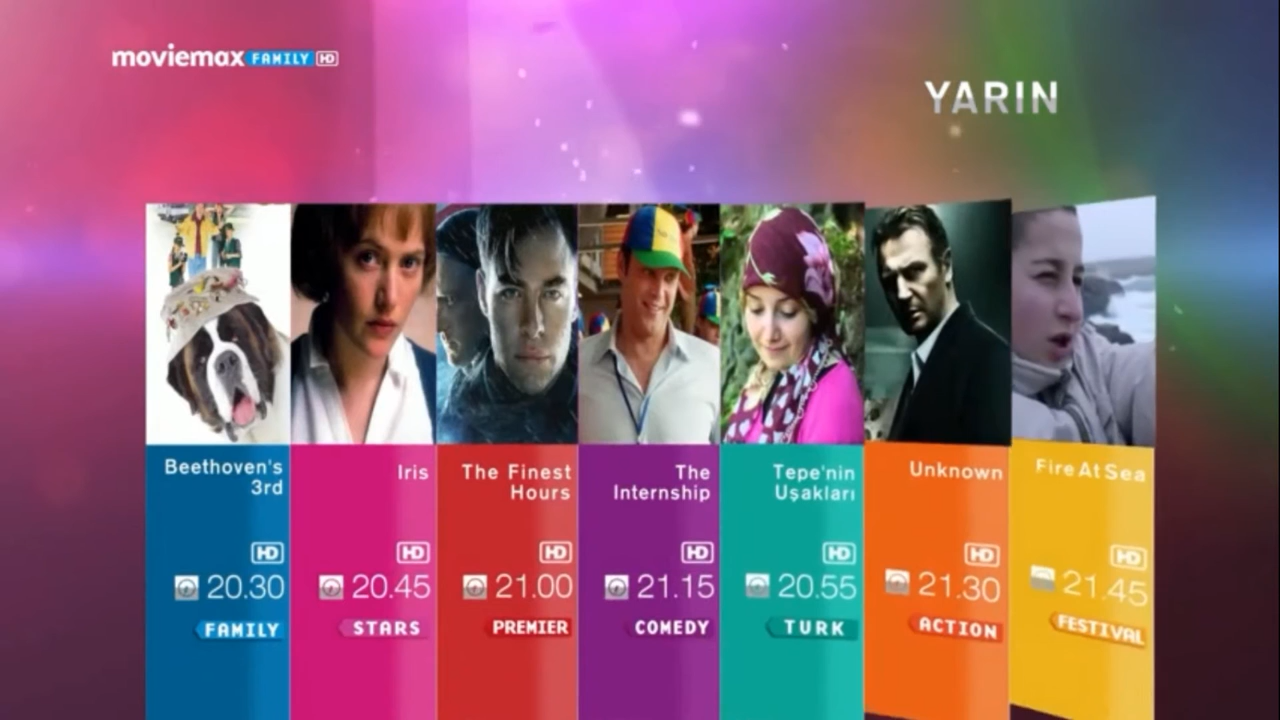 moviemax FAMILY HD
YARIN
Beethoven's
3rd
HD
20.30
FAMILY
Iris
HD
20.45
STARS
The Finest
Hours
HD
21.00
PREMIER
The
Internship
HD
21.15
COMEDY
Tepe'nin
Uşakları
HD
20.55
TURK
Unknown
HD
21.30
ACTION
Fire At Sea
HD
21.45
FESTIVAL